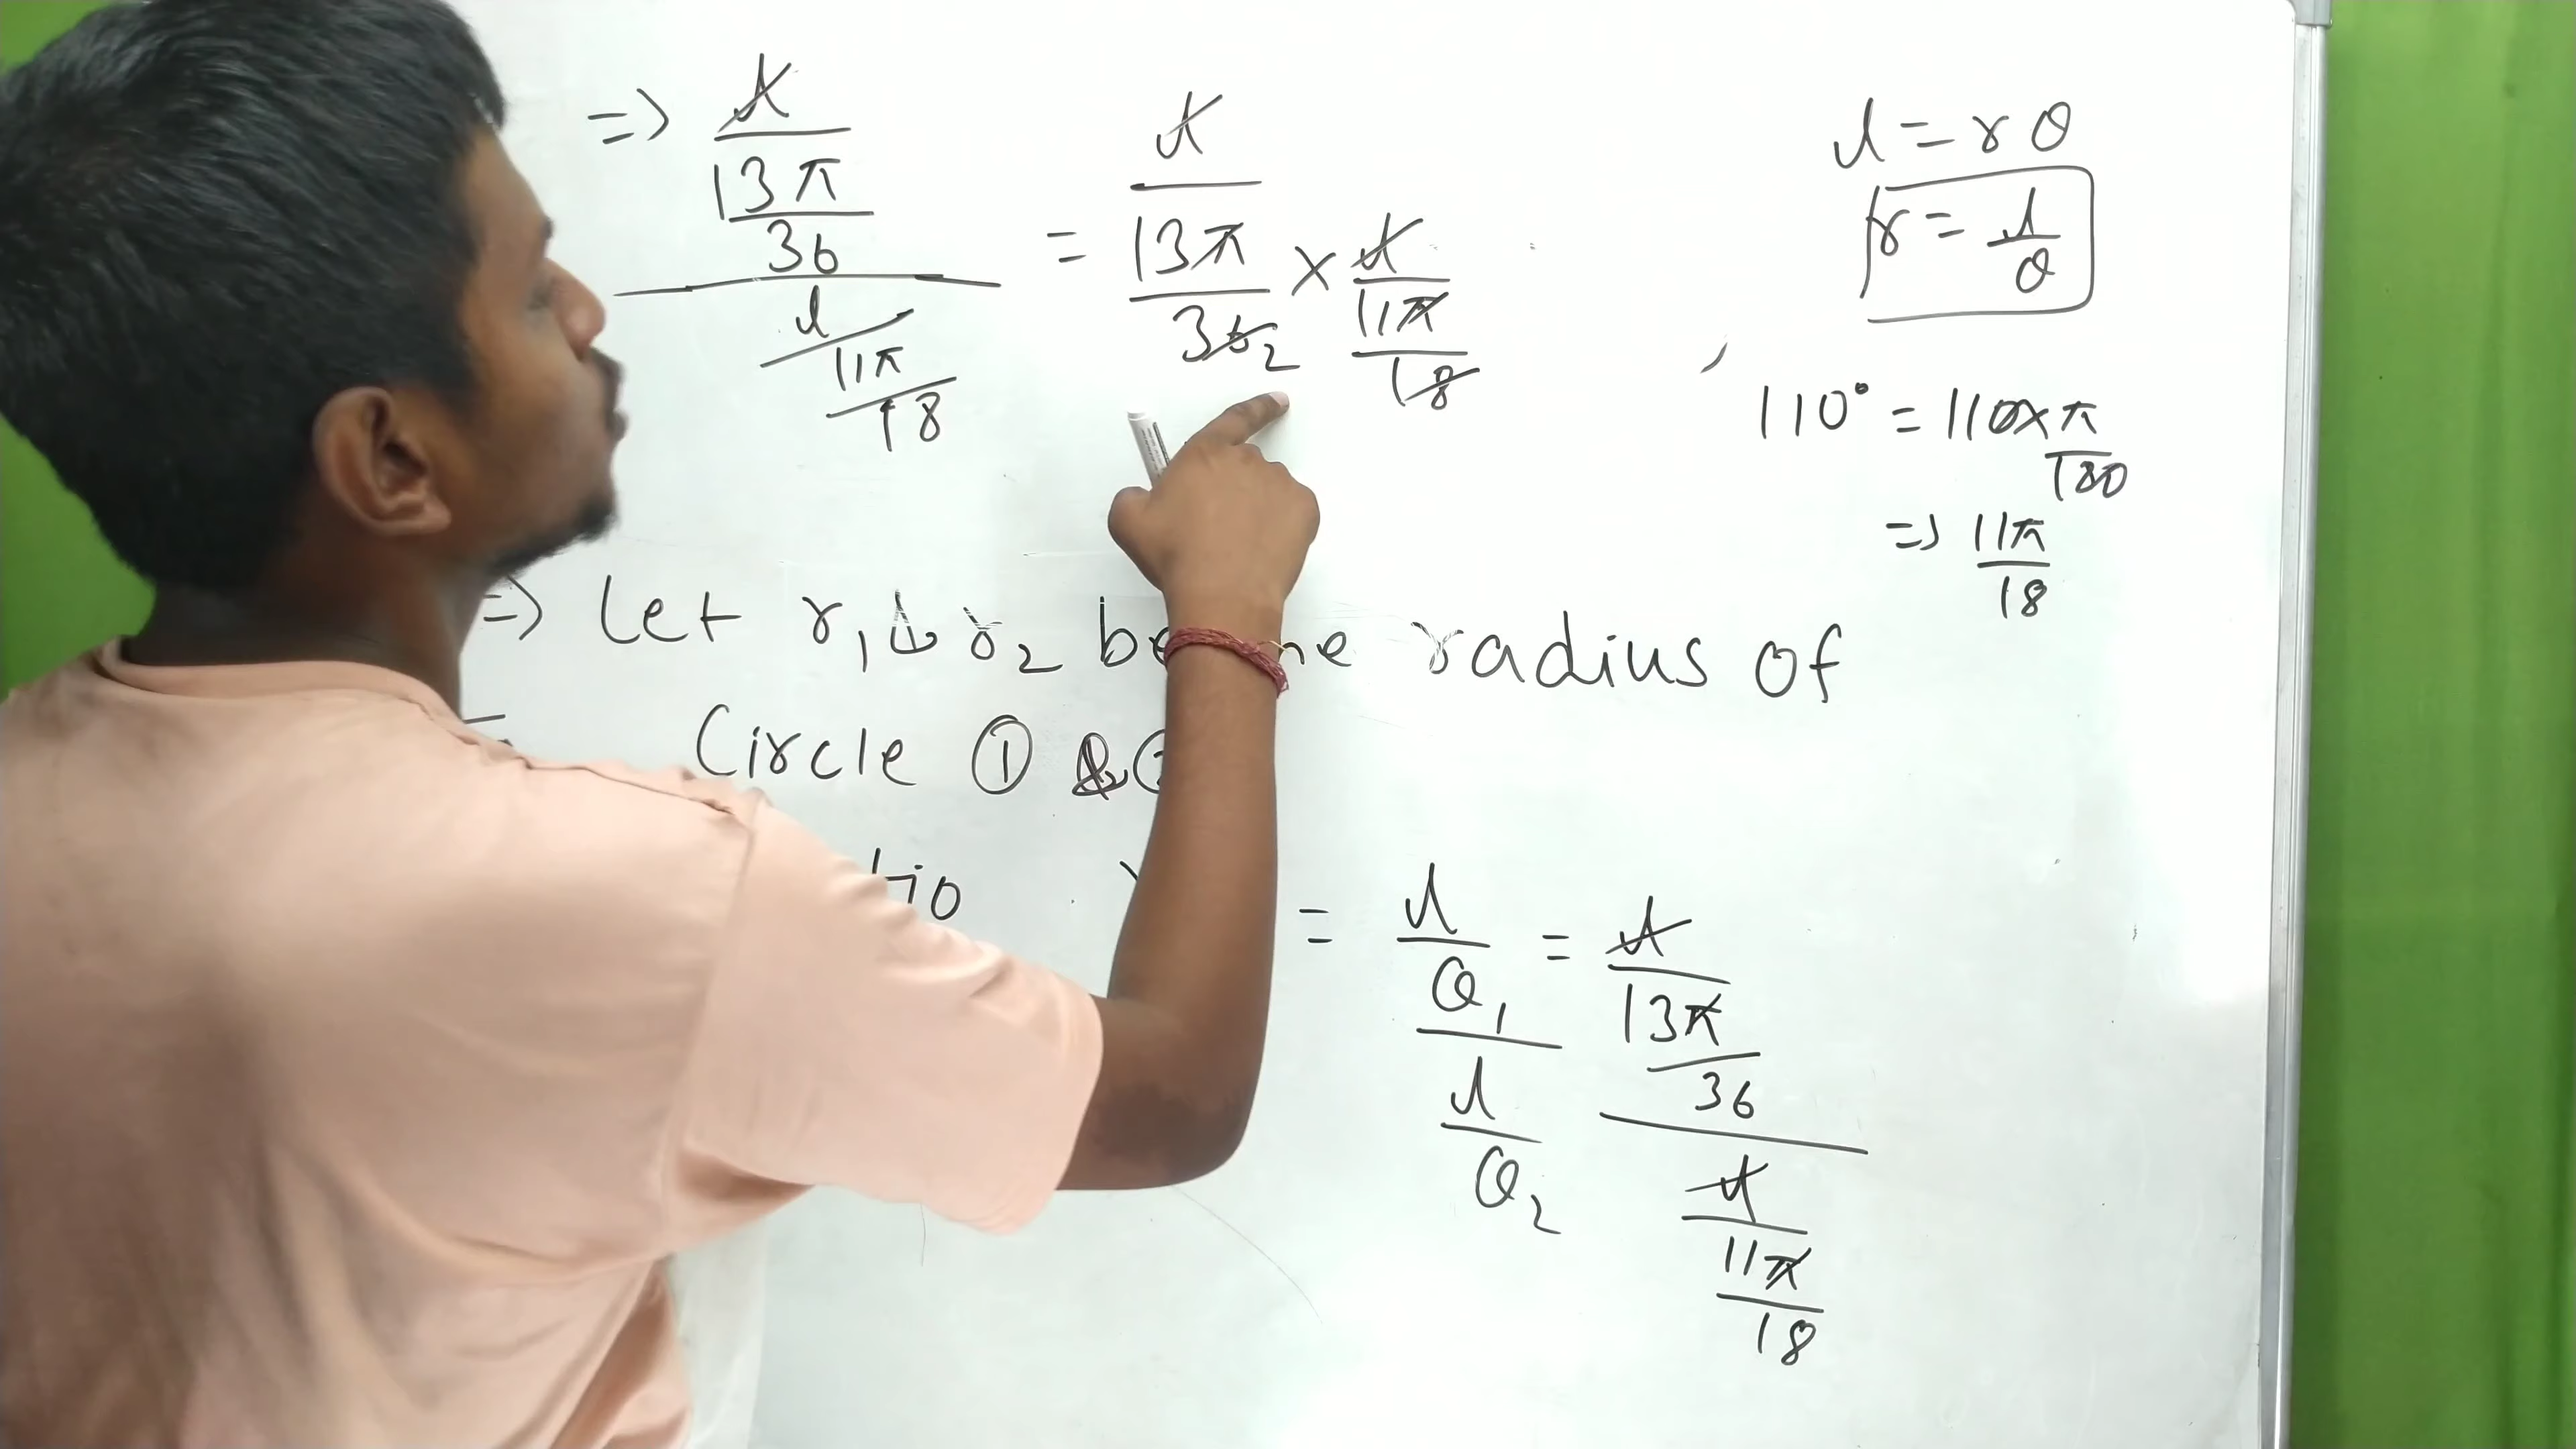 => l
13π
36
l
11π
18
= l
13π
36 2
× l
11π
18
l = rθ
r = l
θ
110° = 110 × π
180
=> 11π
18
=> Let r1 & r2 be radius of
Circle ① &
= l
θ1
l
θ2
= l
13π
36
l
11π
18